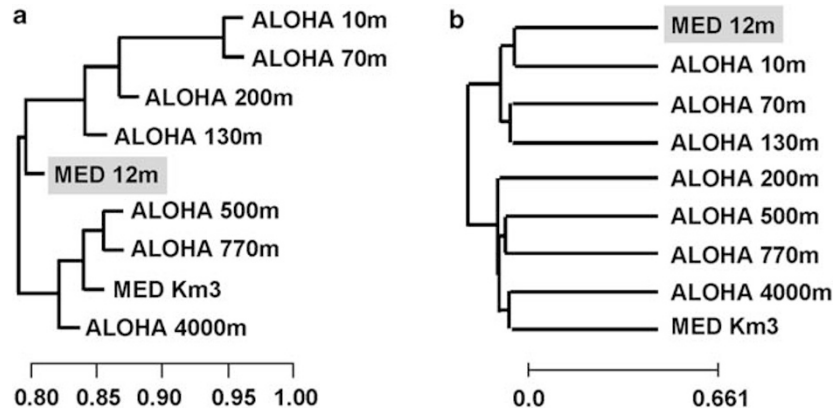 a
ALOHA 10m
ALOHA 70m
ALOHA 200m
ALOHA 130m
MED 12m
ALOHA 500m
ALOHA 770m
MED Km3
ALOHA 4000m
0.80 0.85 0.90 0.95 1.00
b
MED 12m
ALOHA 10m
ALOHA 70m
ALOHA 130m
ALOHA 200m
ALOHA 500m
ALOHA 770m
ALOHA 4000m
MED Km3
0.0 0.661